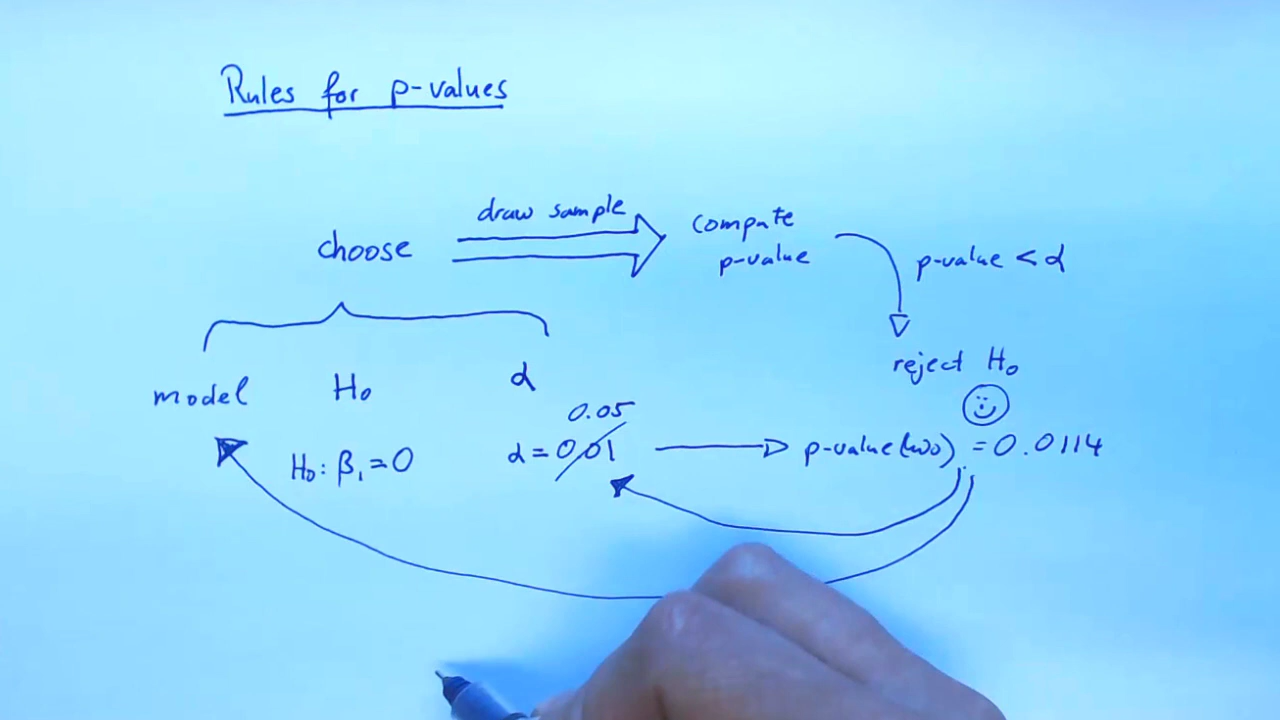 Rules for p-values
draw sample
choose
compute
p-value
p-value < α
reject H₀
model
H₀
α
0.05
H₀: β₁ = 0
α = 0.01
p-value(two) = 0.0114